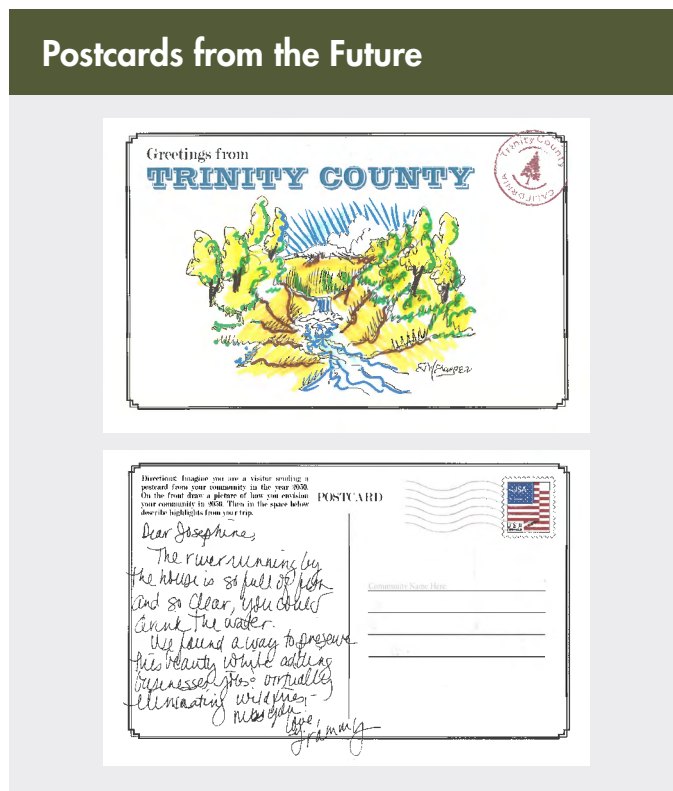 Postcards from the Future
Greetings from
TRINITY COUNTY
Trinity County
CALIFORNIA
Directions: Imagine you are a visitor sending a
postcard from your community in the year 2050.
On the front draw a picture of how you envision
your community in 2050. Then in the space below
describe highlights from your trip.
POSTCARD
USA
Dear Josephine,
The river running by
the house is so full of fish
and so clear, you could
drink the water.
We found a way to preserve
this beauty while adding
businesses, jobs & virtually
eliminating wildfires,–
miss you
love,
Grammy
Community Name Here